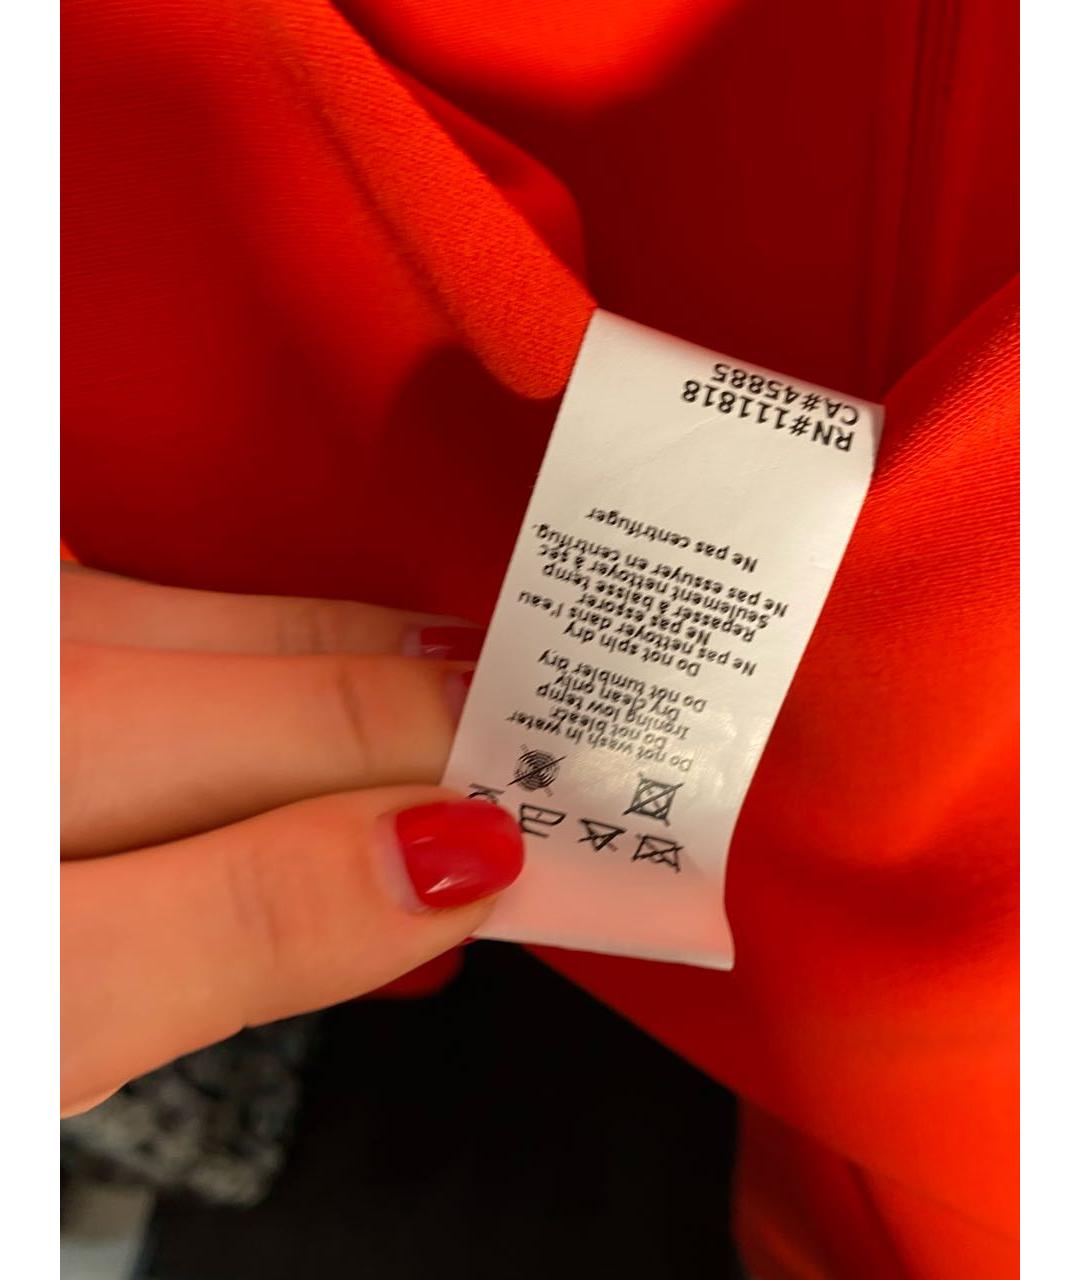 Do not wash in water
Do not bleach
Ironing low temp
Dry clean only
Do not tumbler dry
Do not spin dry
Ne pas nettoyer dans l'eau
Ne pas essorer
Repasser à baisse temp
Seulement nettoyer à sec
Ne pas essuyer en centrifug.
Ne pas centrifuger
RN#111818
CA#45885